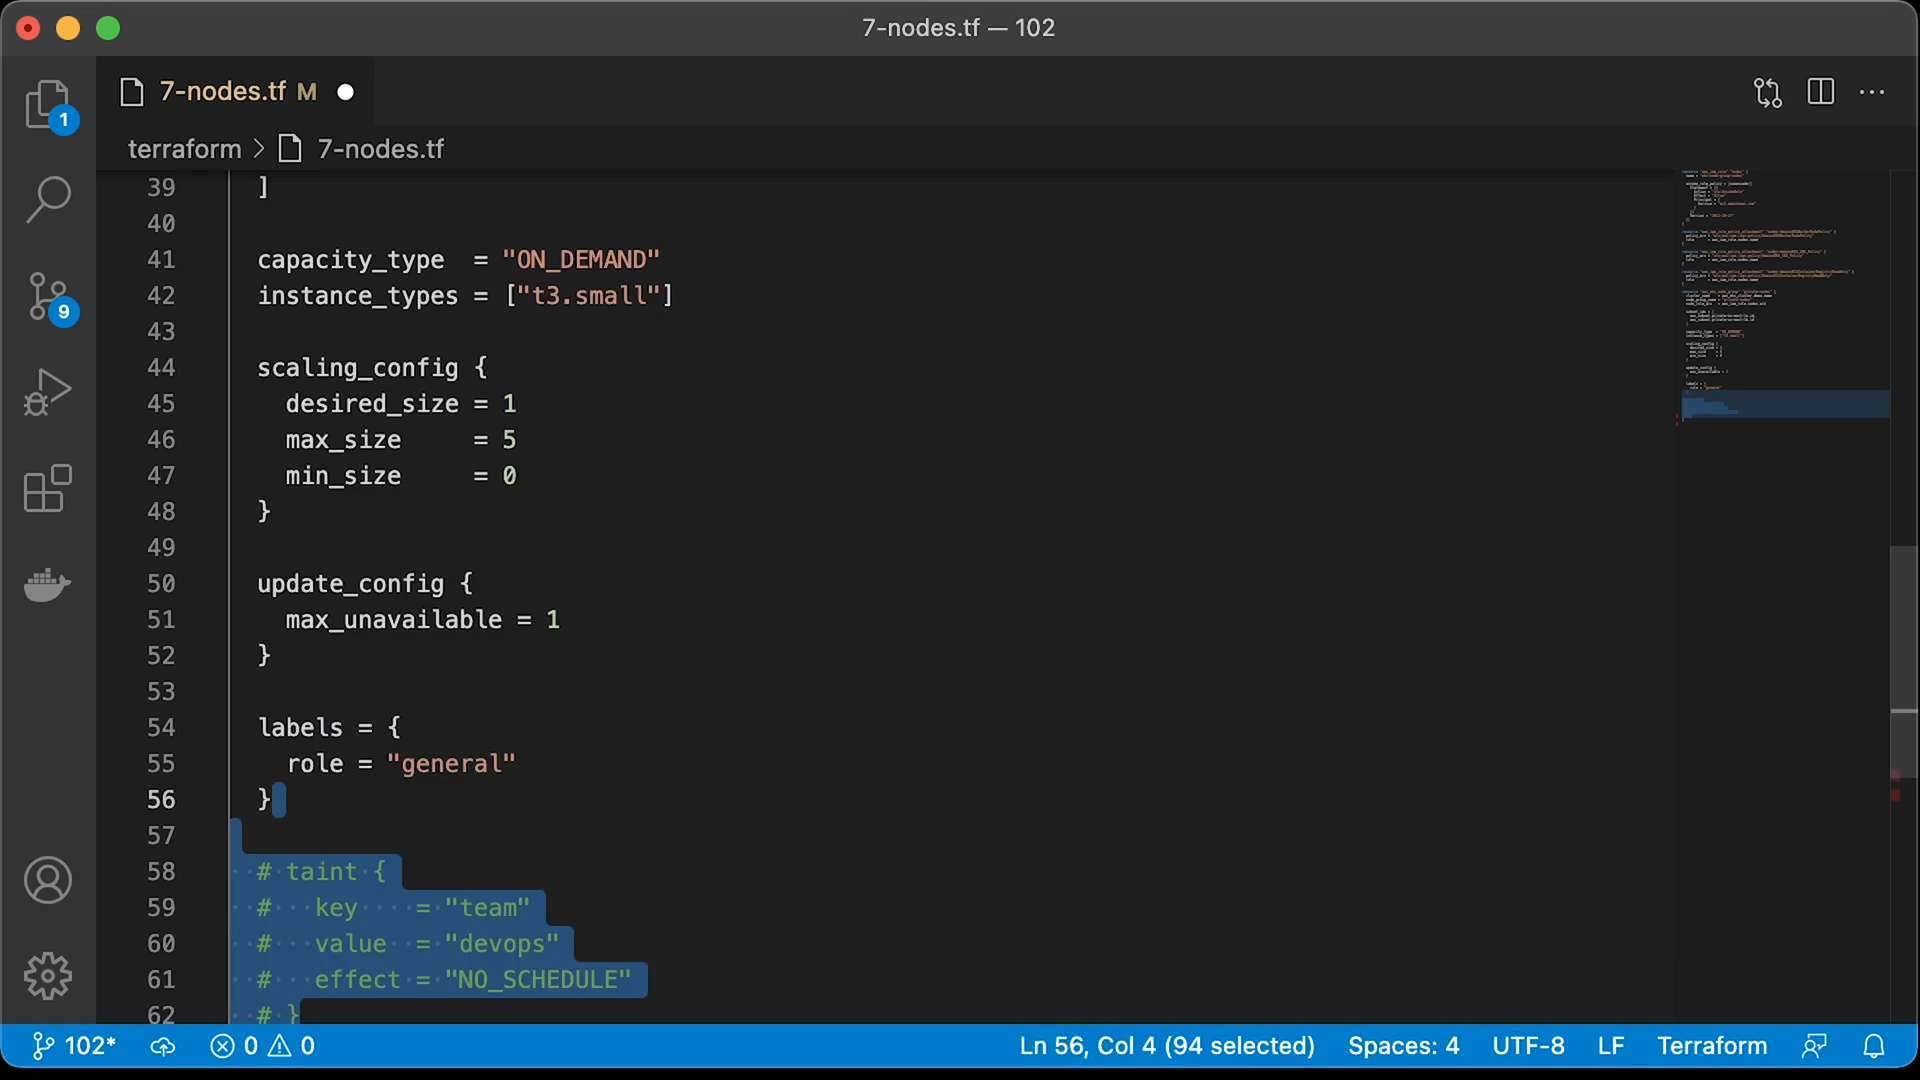 7-nodes.tf — 102
7-nodes.tf M
terraform > 7-nodes.tf
1
9
39 ]
40
41 capacity_type = "ON_DEMAND"
42 instance_types = ["t3.small"]
43
44 scaling_config {
45 desired_size = 1
46 max_size = 5
47 min_size = 0
48 }
49
50 update_config {
51 max_unavailable = 1
52 }
53
54 labels = {
55 role = "general"
56 }
57
58 # taint {
59 # key = "team"
60 # value = "devops"
61 # effect = "NO_SCHEDULE"
62 # }
102* 0 0 Ln 56, Col 4 (94 selected) Spaces: 4 UTF-8 LF Terraform